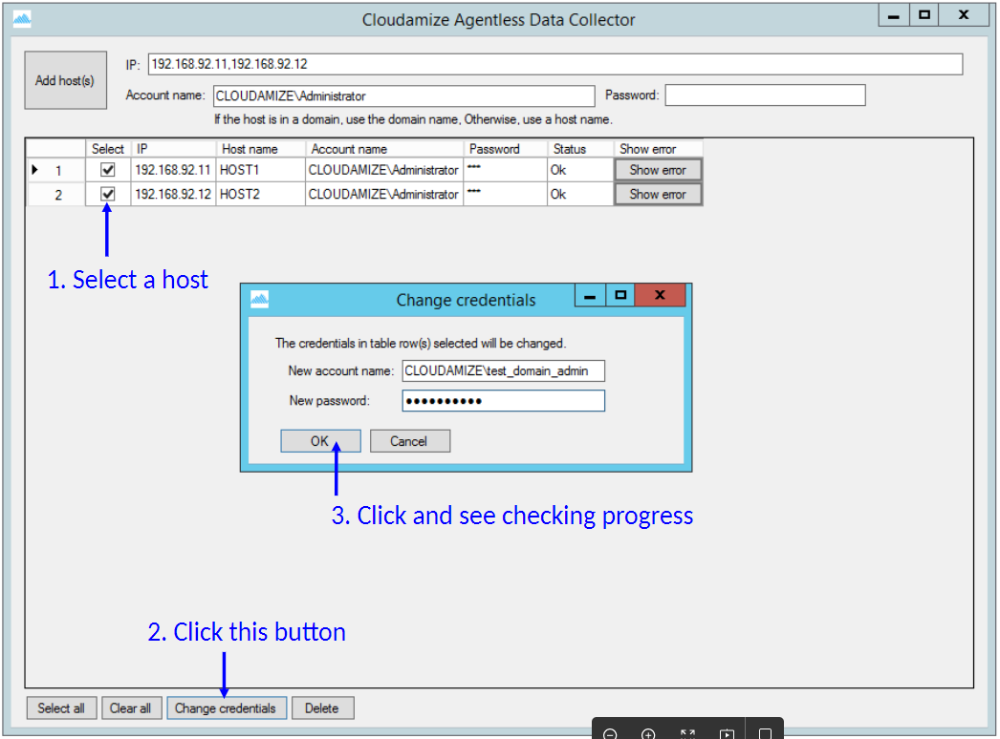 Cloudamize Agentless Data Collector
Add host(s)
IP: 192.168.92.11,192.168.92.12
Account name: CLOUDAMIZE\Administrator Password:
If the host is in a domain, use the domain name, Otherwise, use a host name.
Select IP Host name Account name Password Status Show error
1 192.168.92.11 HOST1 CLOUDAMIZE\Administrator *** Ok Show error
2 192.168.92.12 HOST2 CLOUDAMIZE\Administrator *** Ok Show error
1. Select a host
Change credentials
The credentials in table row(s) selected will be changed.
New account name: CLOUDAMIZE\test_domain_admin
New password: ●●●●●●●●●●
OK Cancel
3. Click and see checking progress
2. Click this button
Select all Clear all Change credentials Delete